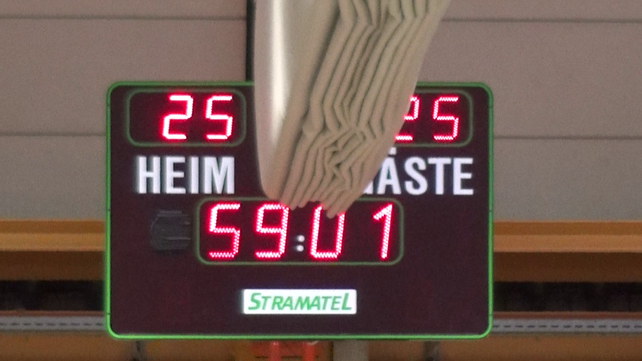 25 25
HEIM ÄSTE
59:01
STRAMATEL